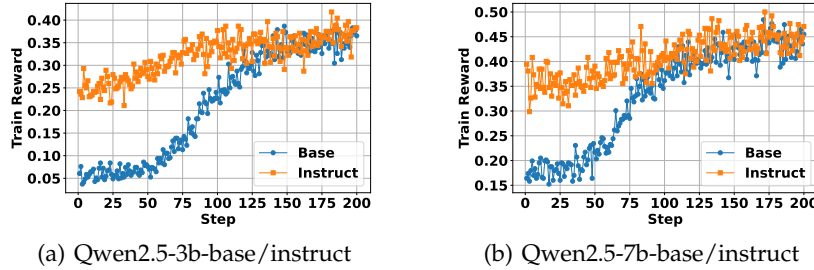 0.40
0.35
0.30
0.25
0.20
0.15
0.10
0.05
Train Reward
Base
Instruct
0 25 50 75 100 125 150 175 200
Step
(a) Qwen2.5-3b-base/instruct
0.50
0.45
0.40
0.35
0.30
0.25
0.20
0.15
Train Reward
Base
Instruct
0 25 50 75 100 125 150 175 200
Step
(b) Qwen2.5-7b-base/instruct